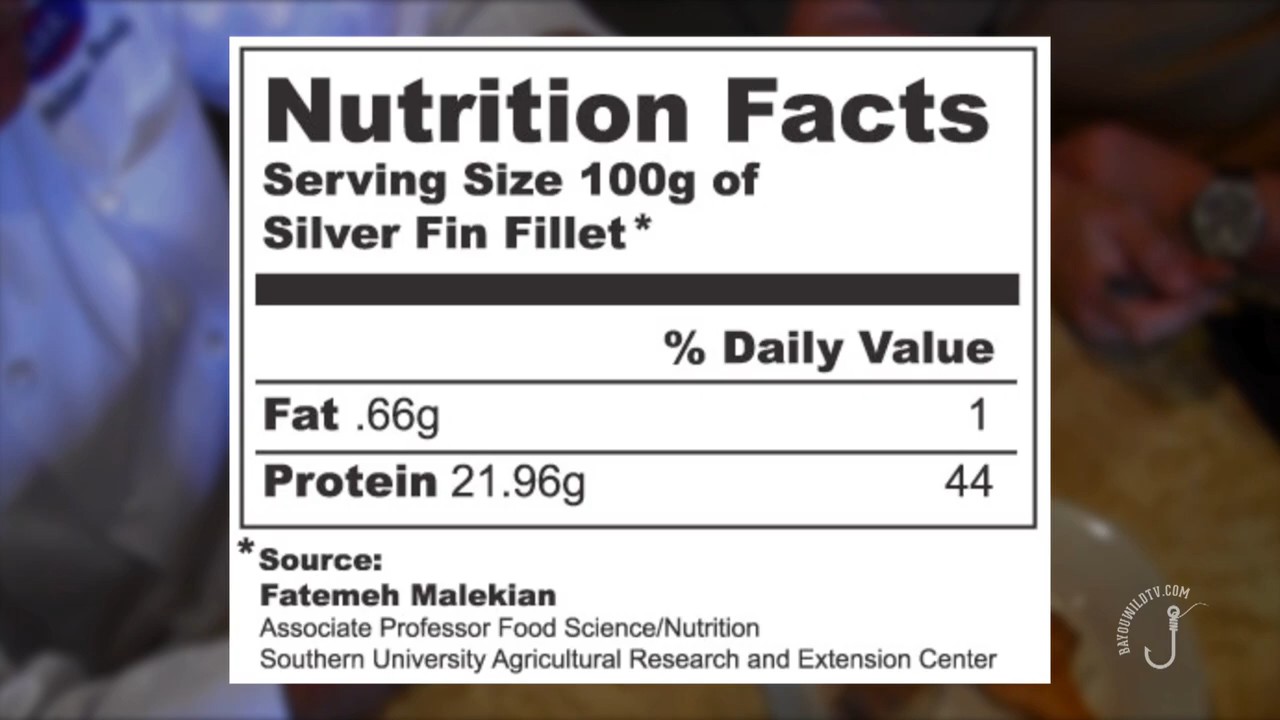 Nutrition Facts
Serving Size 100g of
Silver Fin Fillet*
% Daily Value
Fat .66g 1
Protein 21.96g 44
*Source:
Fatemeh Malekian
Associate Professor Food Science/Nutrition
Southern University Agricultural Research and Extension Center
BAYOUWILDTV.COM